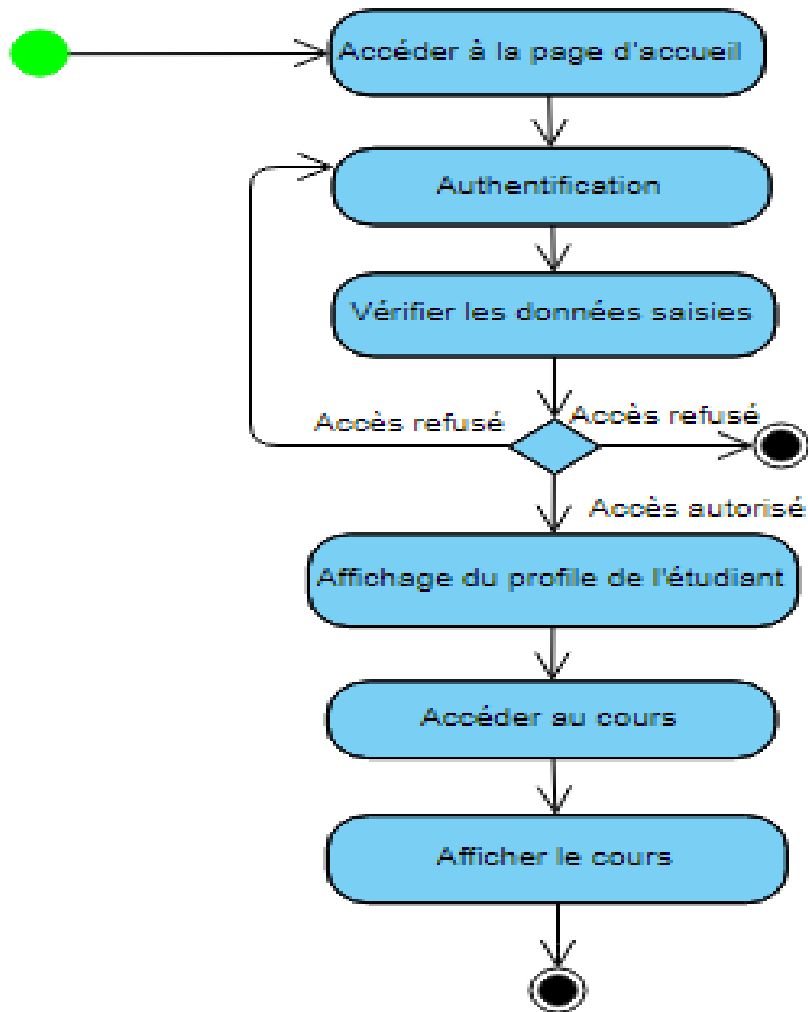 Accéder à la page d'accueil
Authentification
Vérifier les données saisies
Accès refusé
Accès refusé
Accès autorisé
Affichage du profile de l'étudiant
Accéder au cours
Afficher le cours